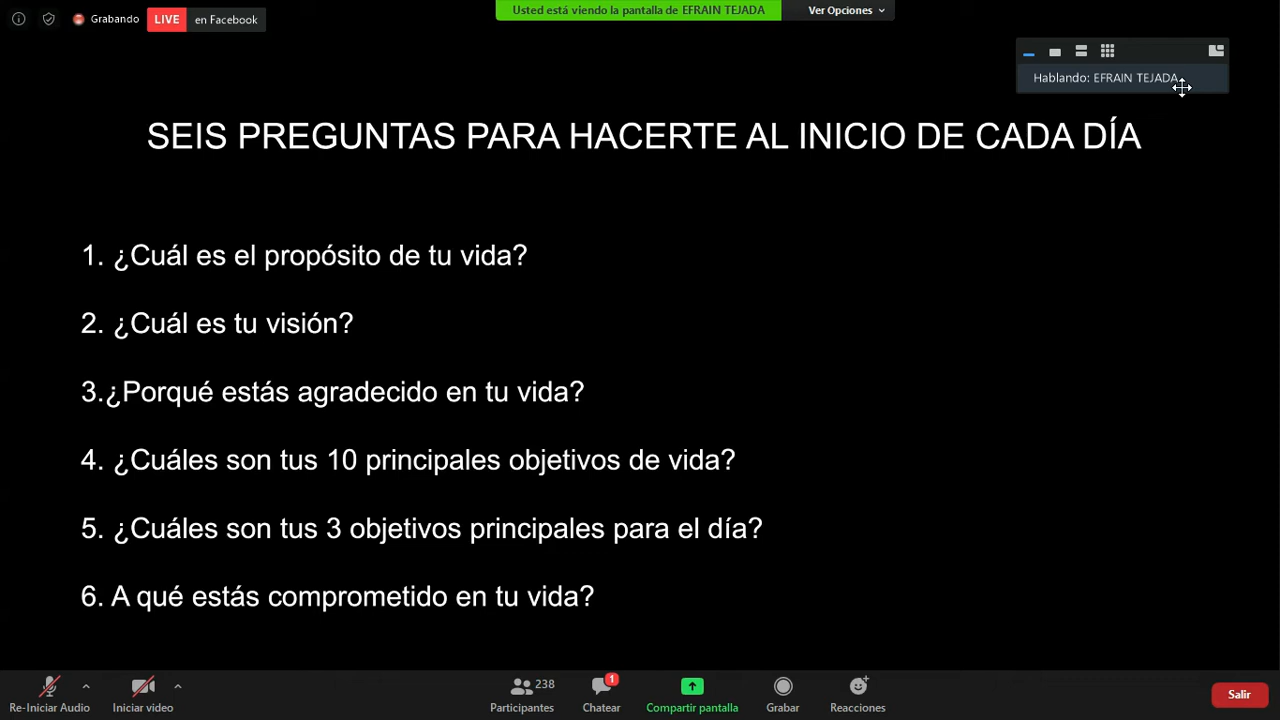 Grabando
LIVE en Facebook
Usted está viendo la pantalla de EFRAIN TEJADA
Ver Opciones
Hablando: EFRAIN TEJADA
SEIS PREGUNTAS PARA HACERTE AL INICIO DE CADA DÍA
1. ¿Cuál es el propósito de tu vida?
2. ¿Cuál es tu visión?
3.¿Porqué estás agradecido en tu vida?
4. ¿Cuáles son tus 10 principales objetivos de vida?
5. ¿Cuáles son tus 3 objetivos principales para el día?
6. A qué estás comprometido en tu vida?
Re-Iniciar Audio
Iniciar video
238
Participantes
1
Chatear
Compartir pantalla
Grabar
Reacciones
Salir